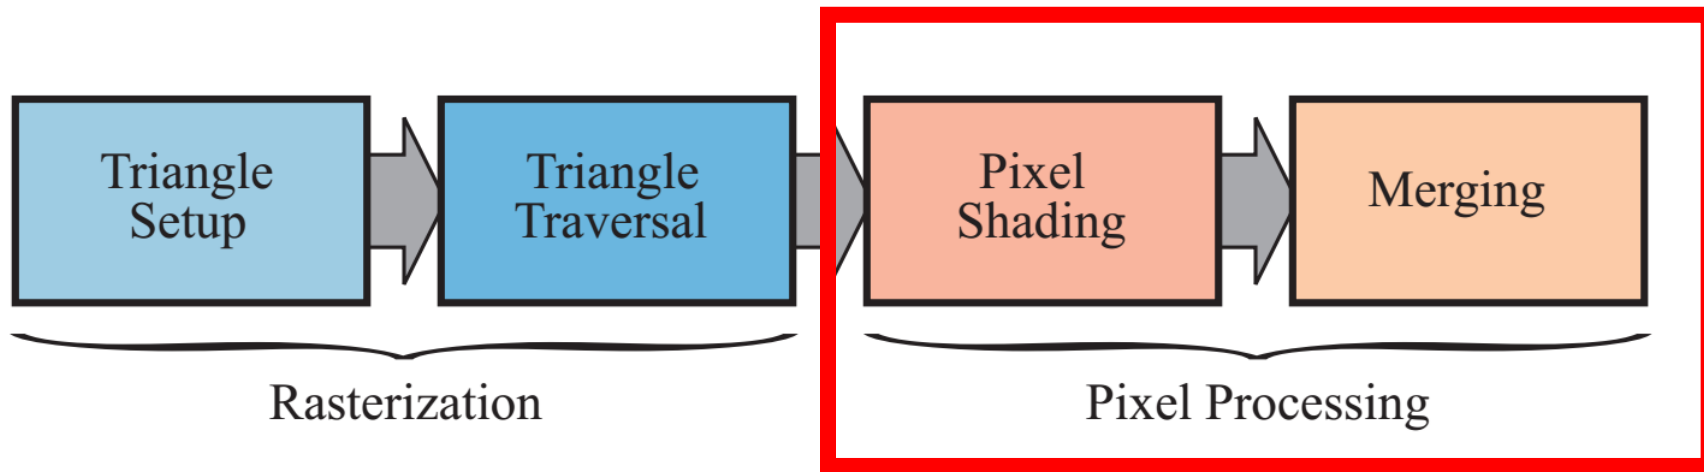 Triangle
Setup
Triangle
Traversal
Pixel
Shading
Merging
Rasterization
Pixel Processing